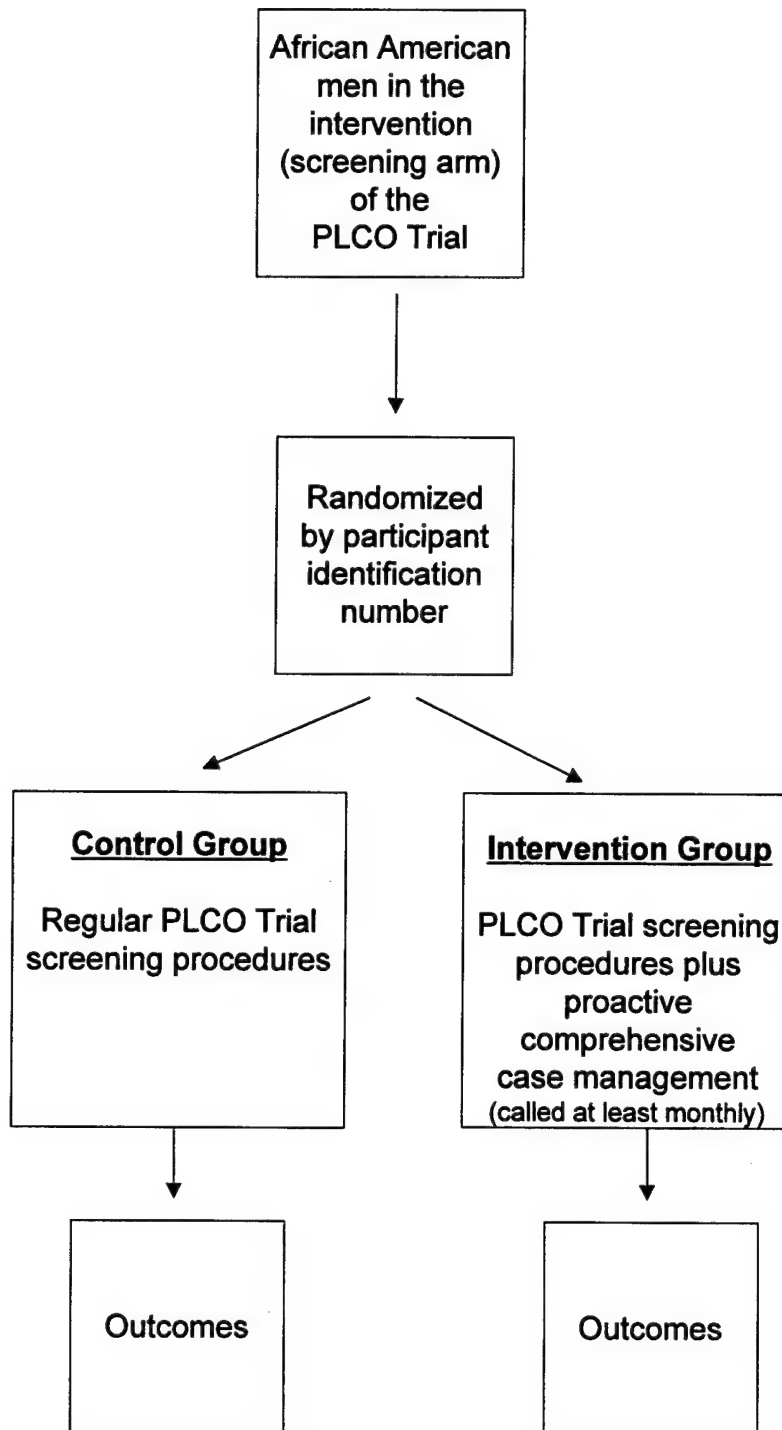 African American
men in the
intervention
(screening arm)
of the
PLCO Trial
Randomized
by participant
identification
number
Control Group
Regular PLCO Trial
screening procedures
Intervention Group
PLCO Trial screening
procedures plus
proactive
comprehensive
case management
(called at least monthly)
Outcomes
Outcomes